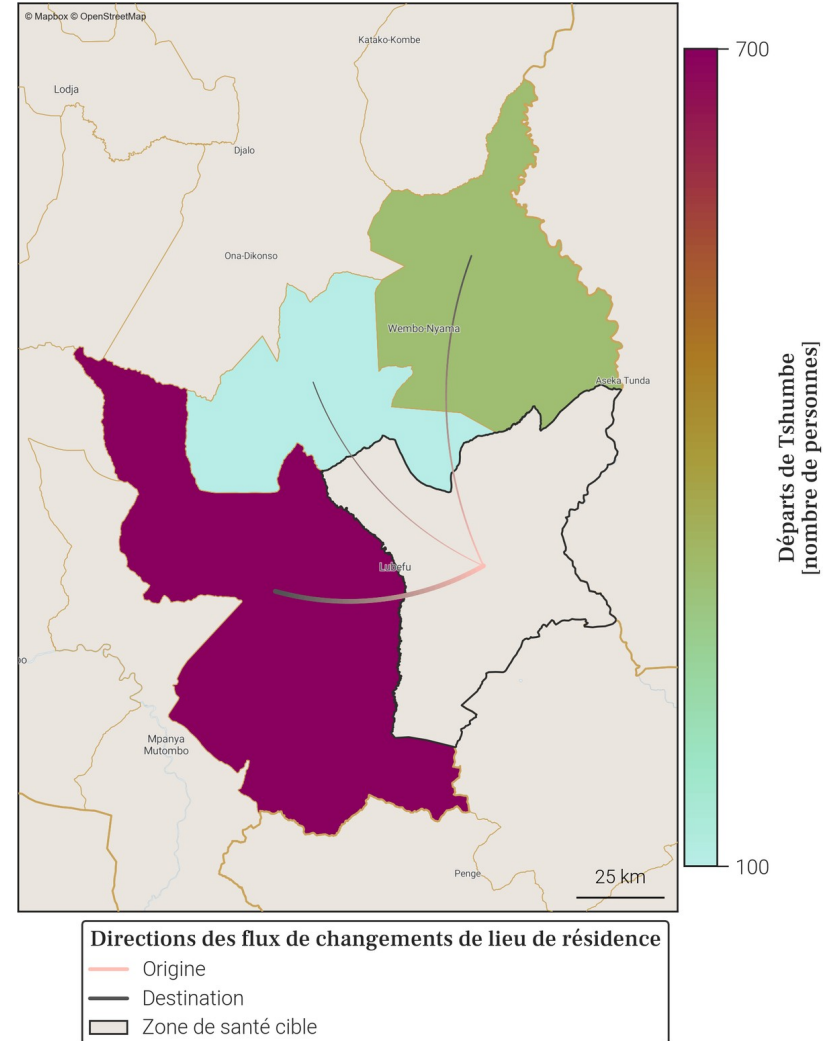 © Mapbox © OpenStreetMap
Katako-Kombe
Lodja
Djalo
Ona-Dikonso
Wembo-Nyama
Aseka Tunda
Lubefu
Mpanya
Mutombo
Penge
25 km
700
100
Départs de Tshumbe
[nombre de personnes]
Directions des flux de changements de lieu de résidence
Origine
Destination
Zone de santé cible